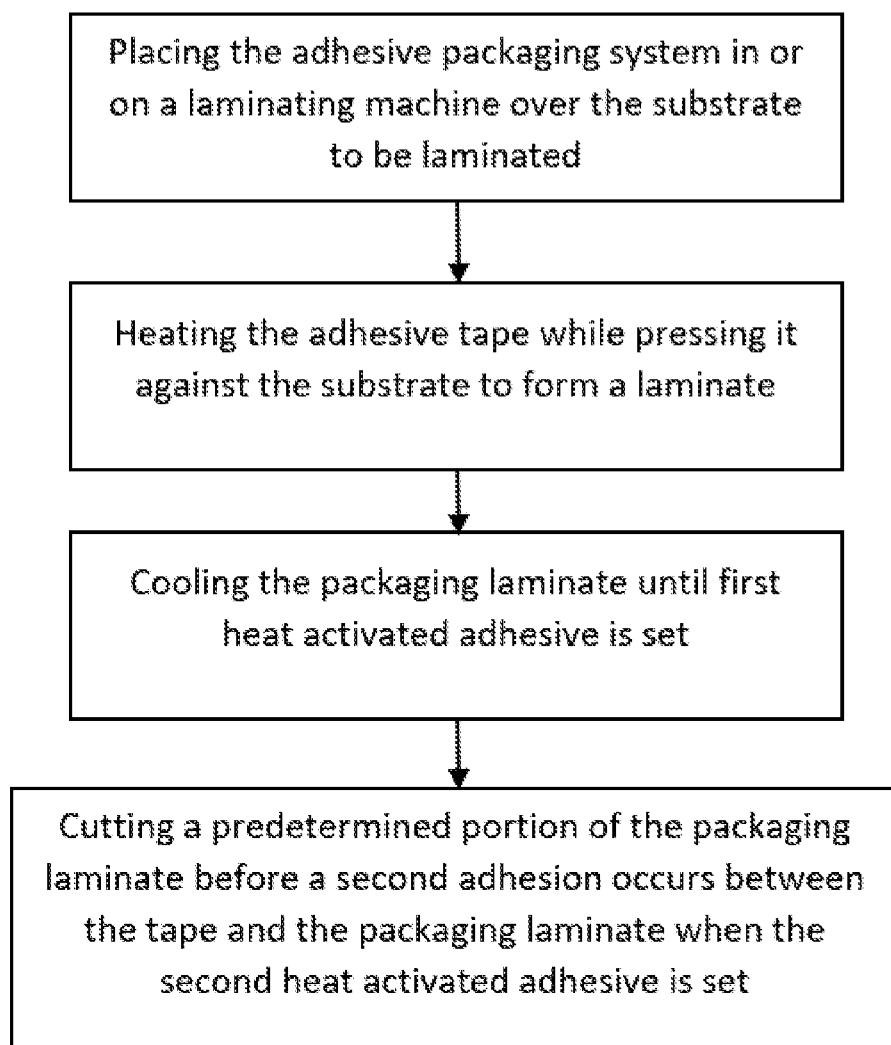 Placing the adhesive packaging system in or
on a laminating machine over the substrate
to be laminated
Heating the adhesive tape while pressing it
against the substrate to form a laminate
Cooling the packaging laminate until first
heat activated adhesive is set
Cutting a predetermined portion of the packaging
laminate before a second adhesion occurs between
the tape and the packaging laminate when the
second heat activated adhesive is set